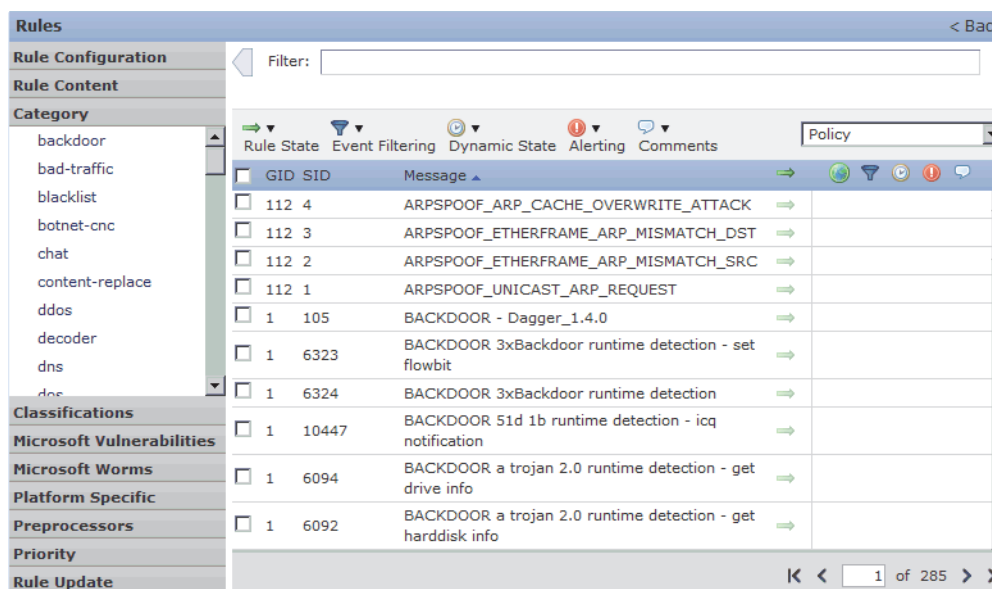 Rules < Bac
Rule Configuration
Filter:
Rule Content
Category
backdoor
bad-traffic
blacklist
botnet-cnc
chat
content-replace
ddos
decoder
dns
dos
Classifications
Microsoft Vulnerabilities
Microsoft Worms
Platform Specific
Preprocessors
Priority
Rule Update
Rule State Event Filtering Dynamic State Alerting Comments
Policy
GID SID Message
112 4 ARPSPOOF_ARP_CACHE_OVERWRITE_ATTACK
112 3 ARPSPOOF_ETHERFRAME_ARP_MISMATCH_DST
112 2 ARPSPOOF_ETHERFRAME_ARP_MISMATCH_SRC
112 1 ARPSPOOF_UNICAST_ARP_REQUEST
1 105 BACKDOOR - Dagger_1.4.0
1 6323 BACKDOOR 3xBackdoor runtime detection - set
flowbit
1 6324 BACKDOOR 3xBackdoor runtime detection
1 10447 BACKDOOR 51d 1b runtime detection - icq
notification
1 6094 BACKDOOR a trojan 2.0 runtime detection - get
drive info
1 6092 BACKDOOR a trojan 2.0 runtime detection - get
harddisk info
1 of 285